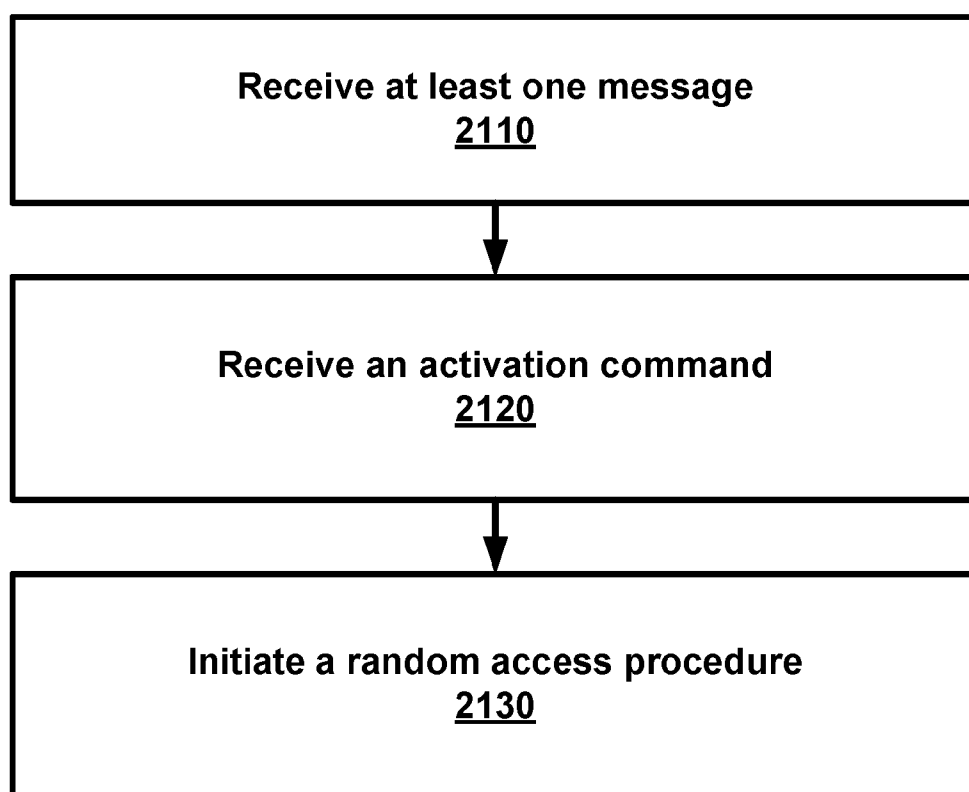 Receive at least one message
2110
Receive an activation command
2120
Initiate a random access procedure
2130